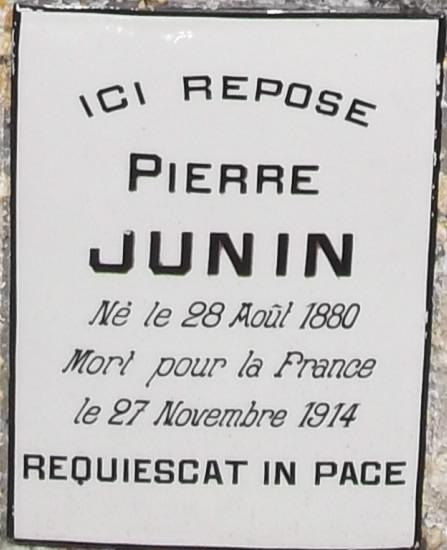 ICI REPOSE
PIERRE
JUNIN
Né le 28 Août 1880
Mort pour la France
le 27 Novembre 1914
REQUIESCAT IN PACE